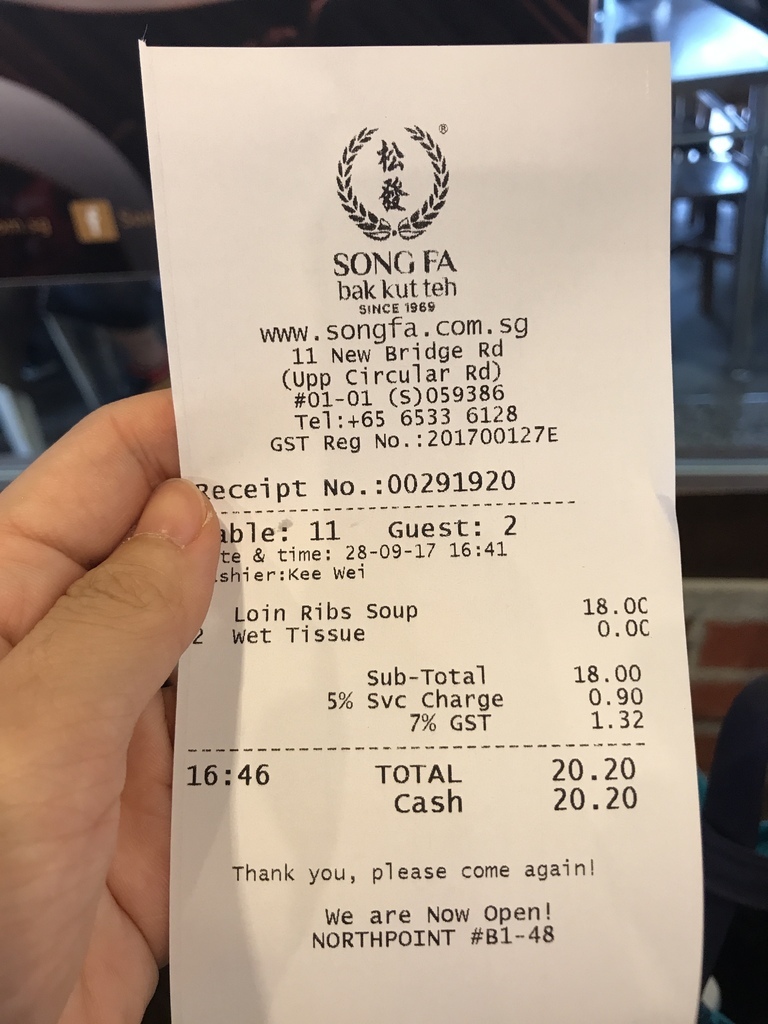 松
發
®
SONG FA
bak kut teh
SINCE 1969
www.songfa.com.sg
11 New Bridge Rd
(Upp Circular Rd)
#01-01 (S)059386
Tel:+65 6533 6128
GST Reg No.:201700127E
Receipt No.:00291920
able: 11 Guest: 2
te & time: 28-09-17 16:41
shier:Kee Wei
Loin Ribs Soup 18.00
2 Wet Tissue 0.00
Sub-Total 18.00
5% Svc Charge 0.90
7% GST 1.32
16:46 TOTAL 20.20
Cash 20.20
Thank you, please come again!
We are Now Open!
NORTHPOINT #B1-48